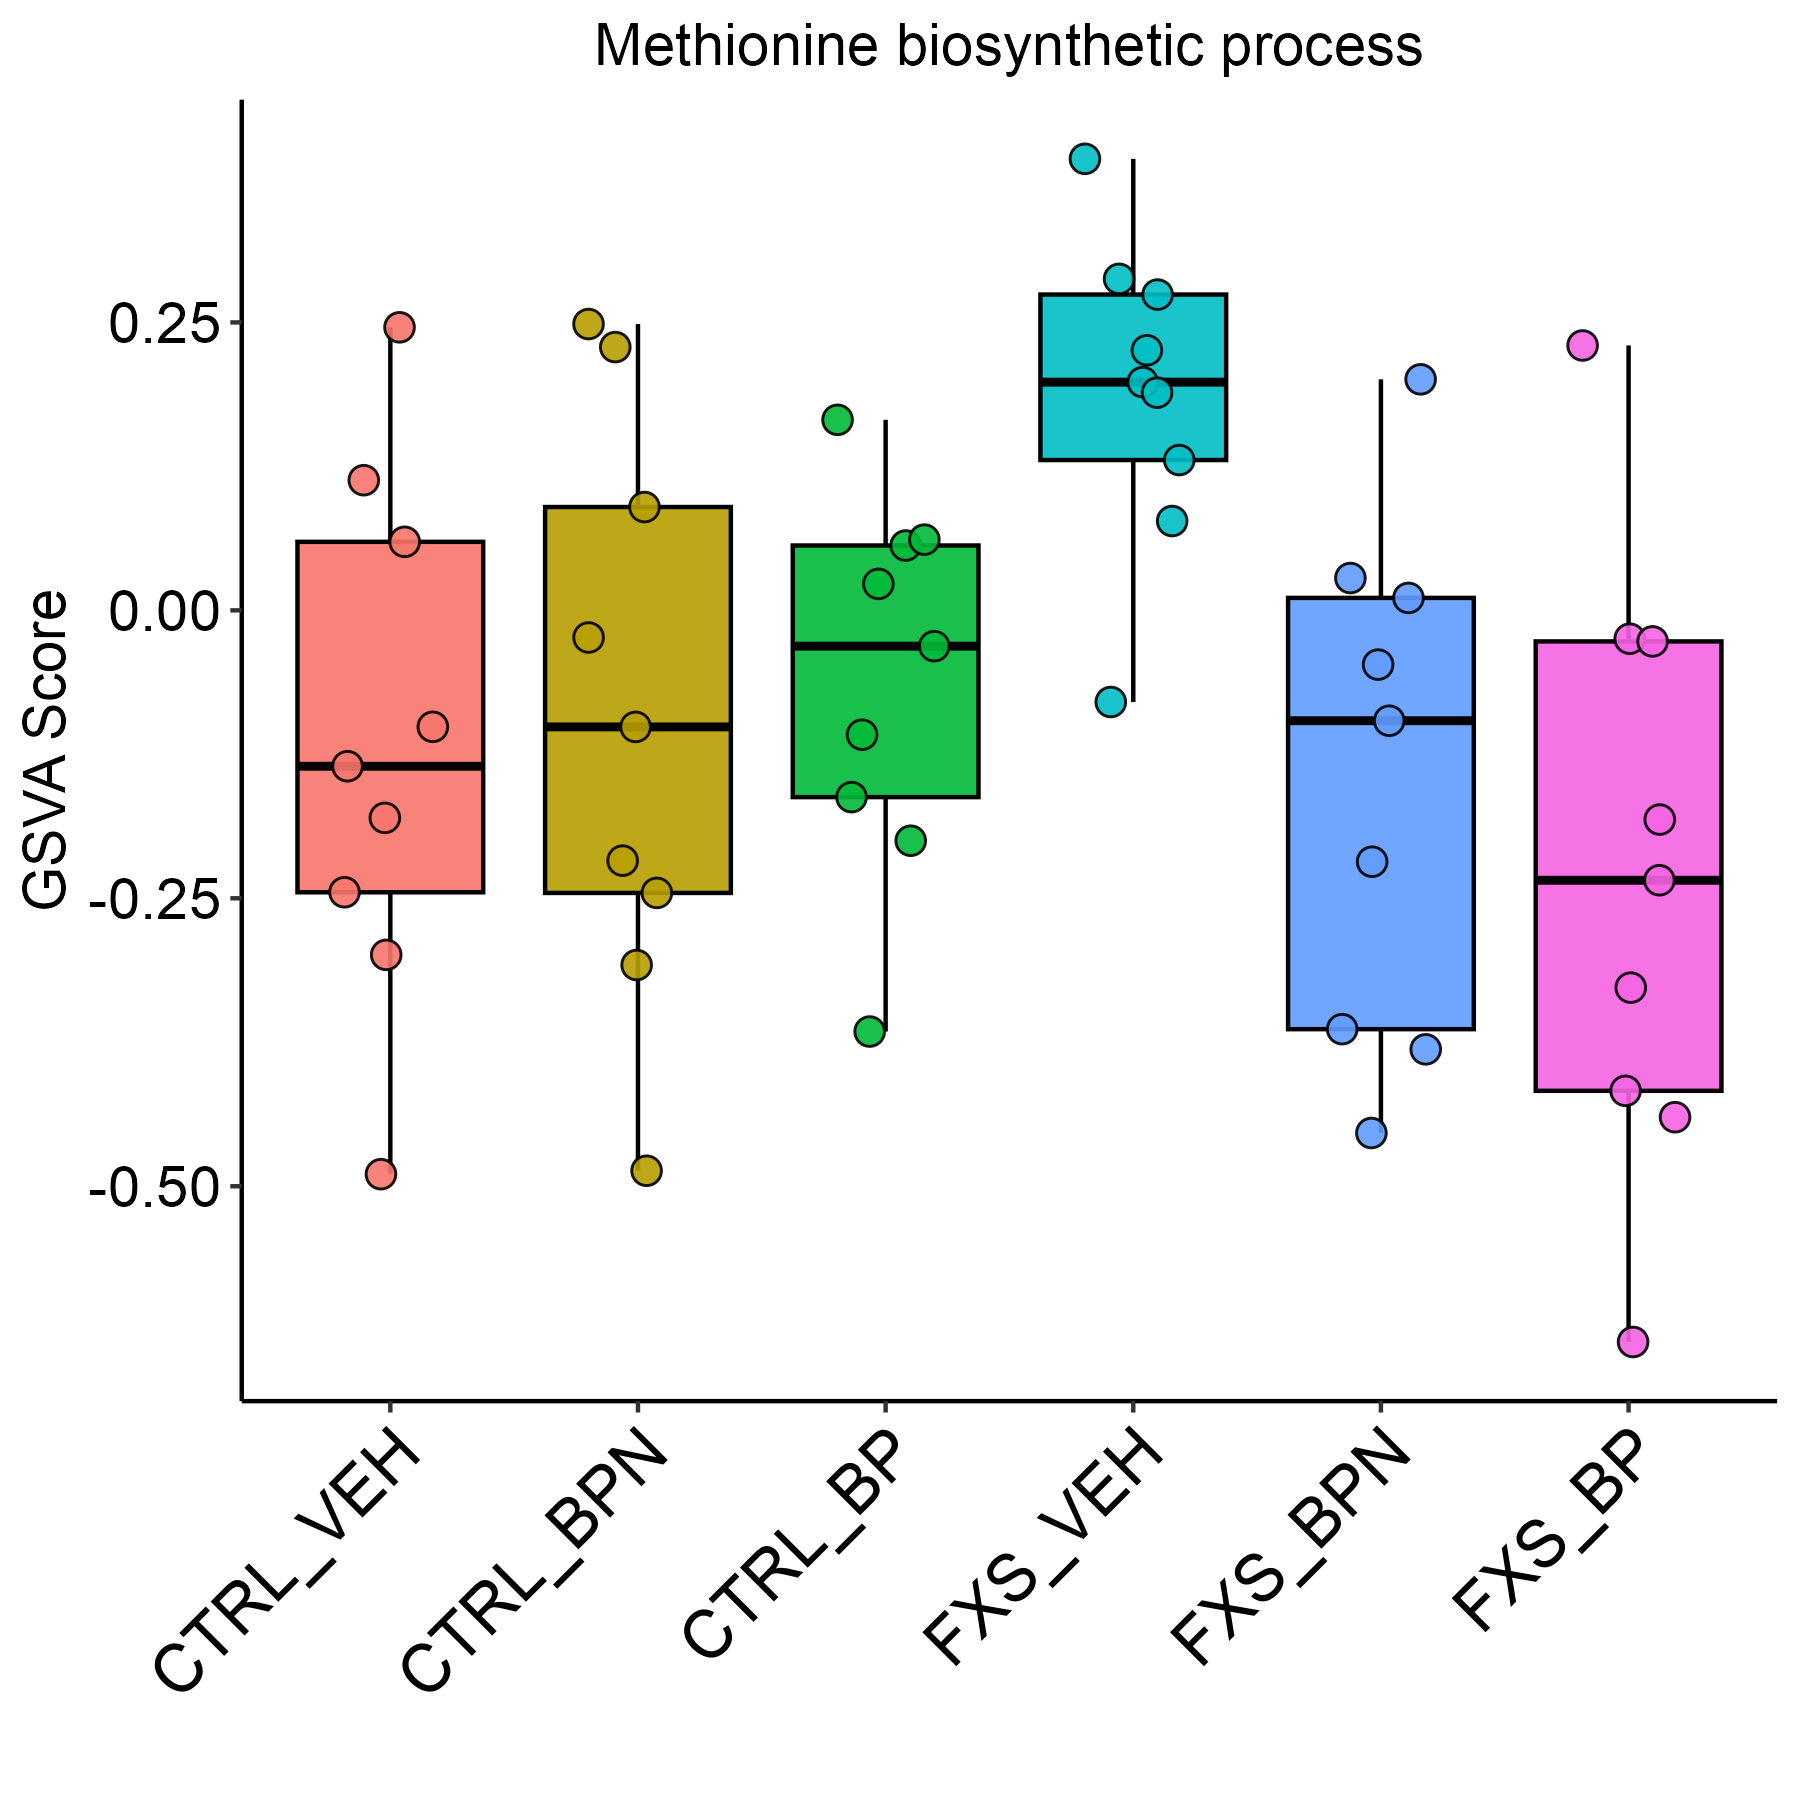 Methionine biosynthetic process
GSVA Score
0.25
0.00
-0.25
-0.50
CTRL_VEH
CTRL_BPN
CTRL_BP
FXS_VEH
FXS_BPN
FXS_BP